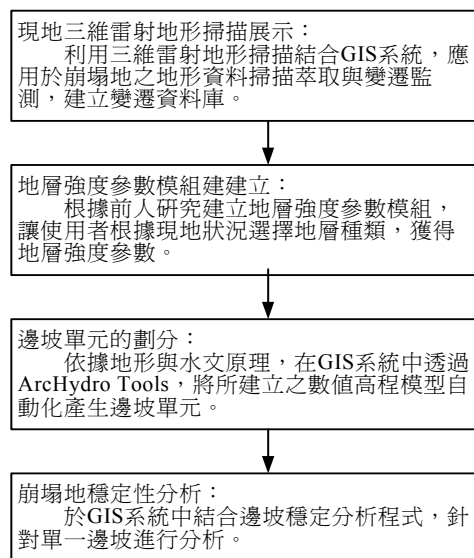 現地三維雷射地形掃描展示：
利用三維雷射地形掃描結合GIS系統，應
用於崩塌地之地形資料掃描萃取與變遷監
測，建立變遷資料庫。
地層強度參數模組建建立：
根據前人研究建立地層強度參數模組，
讓使用者根據現地狀況選擇地層種類，獲得
地層強度參數。
邊坡單元的劃分：
依據地形與水文原理，在GIS系統中透過
ArcHydro Tools，將所建立之數值高程模型自
動化產生邊坡單元。
崩塌地穩定性分析：
於GIS系統中結合邊坡穩定分析程式，針
對單一邊坡進行分析。